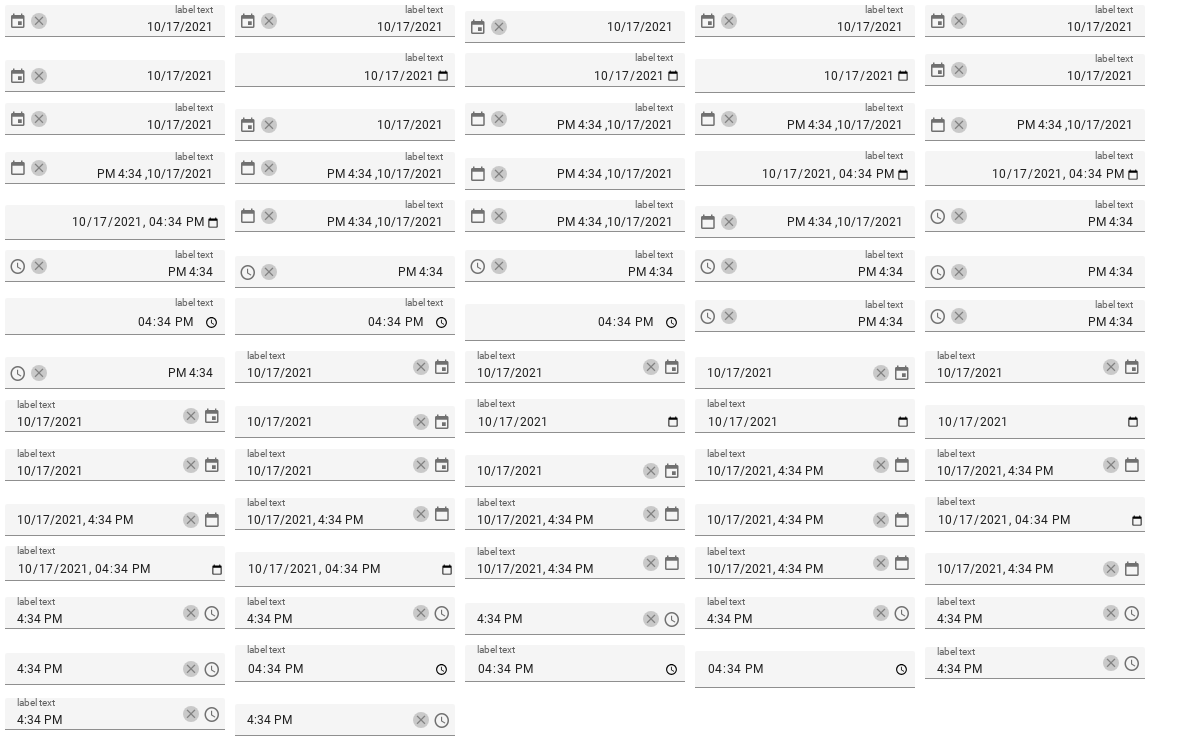 label text
10/17/2021
label text
10/17/2021
10/17/2021
label text
10/17/2021
label text
10/17/2021
10/17/2021
label text
10/17/2021
label text
10/17/2021
10/17/2021
label text
10/17/2021
label text
10/17/2021
10/17/2021
label text
PM 4:34 ,10/17/2021
label text
PM 4:34 ,10/17/2021
PM 4:34 ,10/17/2021
label text
PM 4:34 ,10/17/2021
label text
PM 4:34 ,10/17/2021
PM 4:34 ,10/17/2021
label text
10/17/2021, 04:34 PM
label text
10/17/2021, 04:34 PM
10/17/2021, 04:34 PM
label text
PM 4:34 ,10/17/2021
label text
PM 4:34 ,10/17/2021
PM 4:34 ,10/17/2021
label text
PM 4:34
label text
PM 4:34
PM 4:34
label text
PM 4:34
label text
PM 4:34
PM 4:34
label text
04:34 PM
label text
04:34 PM
04:34 PM
label text
PM 4:34
label text
PM 4:34
PM 4:34
label text
10/17/2021
label text
10/17/2021
10/17/2021
label text
10/17/2021
label text
10/17/2021
10/17/2021
label text
10/17/2021
label text
10/17/2021
10/17/2021
label text
10/17/2021
label text
10/17/2021
10/17/2021
label text
10/17/2021, 4:34 PM
label text
10/17/2021, 4:34 PM
10/17/2021, 4:34 PM
label text
10/17/2021, 4:34 PM
label text
10/17/2021, 4:34 PM
10/17/2021, 4:34 PM
label text
10/17/2021, 04:34 PM
label text
10/17/2021, 04:34 PM
10/17/2021, 04:34 PM
label text
10/17/2021, 4:34 PM
label text
10/17/2021, 4:34 PM
10/17/2021, 4:34 PM
label text
4:34 PM
label text
4:34 PM
4:34 PM
label text
4:34 PM
label text
4:34 PM
4:34 PM
label text
04:34 PM
label text
04:34 PM
04:34 PM
label text
4:34 PM
label text
4:34 PM
4:34 PM